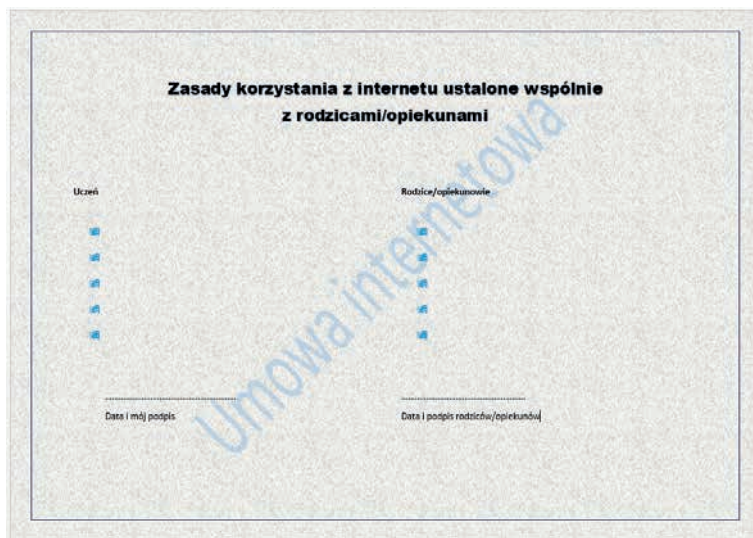 Zasady korzystania z internetu ustalone wspólnie
z rodzicami/opiekunami
Umowa internetowa
Uczeń
Rodzice/opiekunowie
Data i mój podpis
Data i podpis rodziców/opiekunów